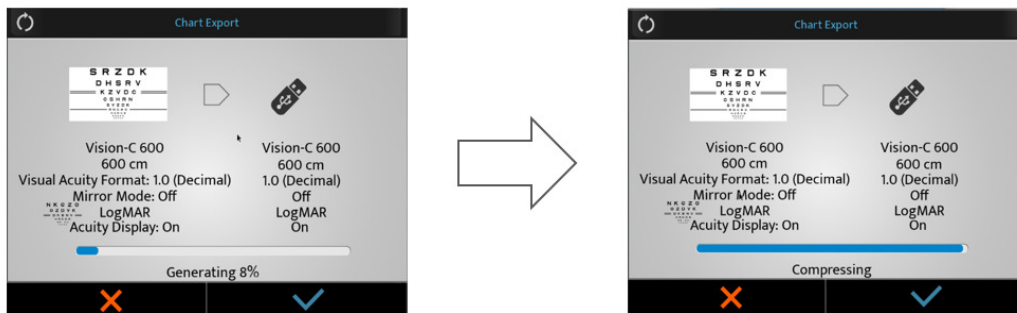 Chart Export
S R Z D K
D H S R V
K Z V D C
Vision-C 600
600 cm
Visual Acuity Format: 1.0 (Decimal)
Mirror Mode: Off
LogMAR
Acuity Display: On
Vision-C 600
600 cm
1.0 (Decimal)
Off
LogMAR
On
N K C Z O
Generating 8%
Chart Export
S R Z D K
D H S R V
K Z V D C
Vision-C 600
600 cm
Visual Acuity Format: 1.0 (Decimal)
Mirror Mode: Off
LogMAR
Acuity Display: On
Vision-C 600
600 cm
1.0 (Decimal)
Off
LogMAR
On
N K C Z O
Compressing